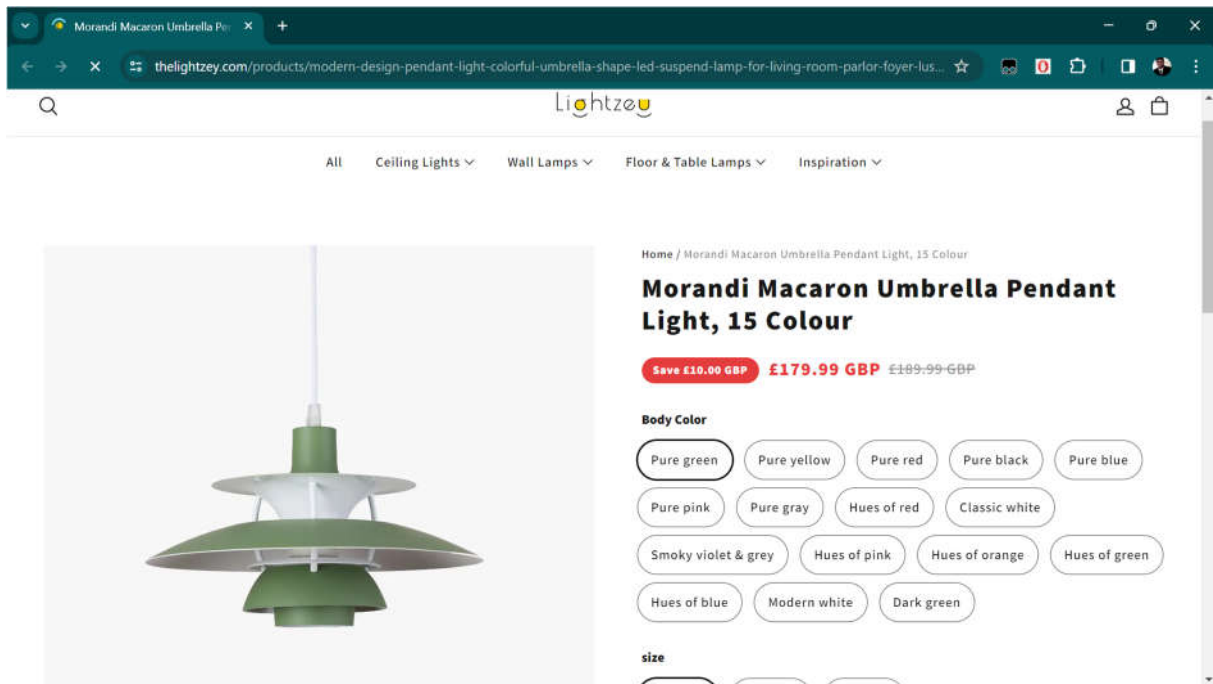 Morandi Macaron Umbrella Per
thelightzey.com/products/modern-design-pendant-light-colorful-umbrella-shape-led-suspend-lamp-for-living-room-parlor-foyer-lus...
Lightzey
All Ceiling Lights Wall Lamps Floor & Table Lamps Inspiration
Home / Morandi Macaron Umbrella Pendant Light, 15 Colour
Morandi Macaron Umbrella Pendant
Light, 15 Colour
Save £10.00 GBP £179.99 GBP £189.99 GBP
Body Color
Pure green Pure yellow Pure red Pure black Pure blue
Pure pink Pure gray Hues of red Classic white
Smoky violet & grey Hues of pink Hues of orange Hues of green
Hues of blue Modern white Dark green
size